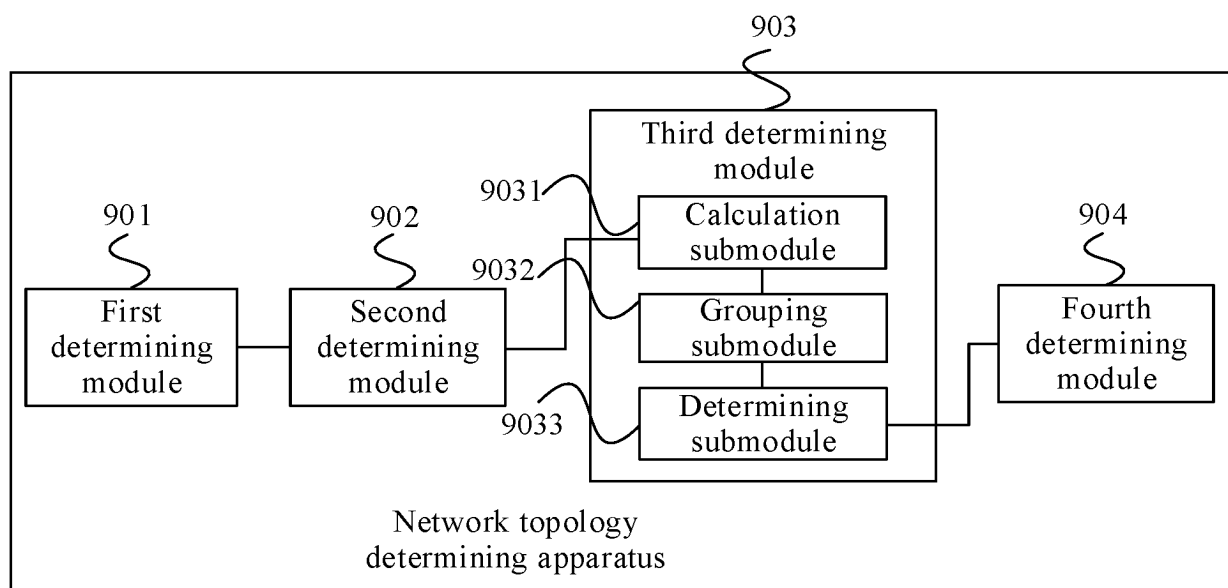 903
Third determining
module
9031
Calculation
submodule
901
902
904
9032
First
determining
module
Second
determining
module
Grouping
submodule
Fourth
determining
module
9033
Determining
submodule
Network topology
determining apparatus